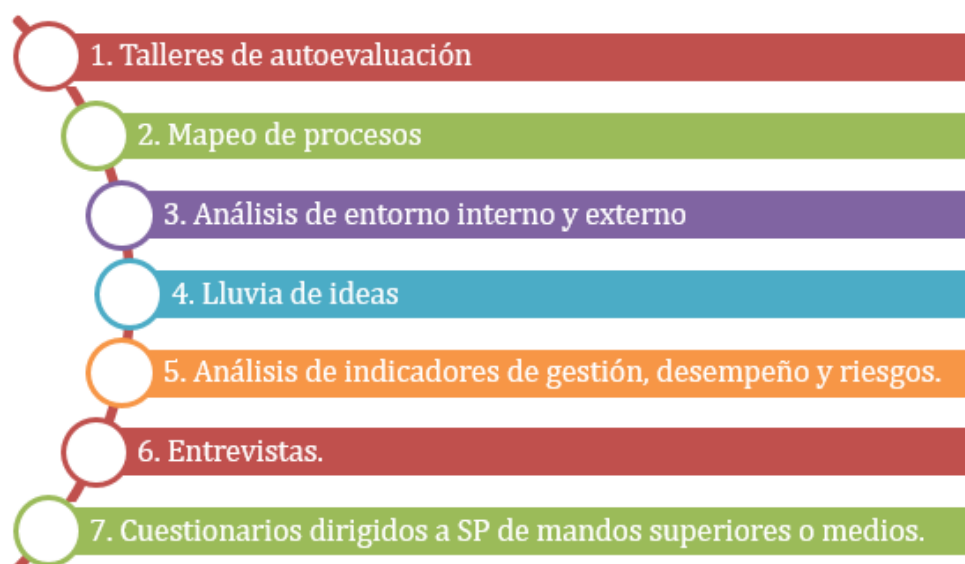 1. Talleres de autoevaluación
2. Mapeo de procesos
3. Análisis de entorno interno y externo
4. Lluvia de ideas
5. Análisis de indicadores de gestión, desempeño y riesgos.
6. Entrevistas.
7. Cuestionarios dirigidos a SP de mandos superiores o medios.